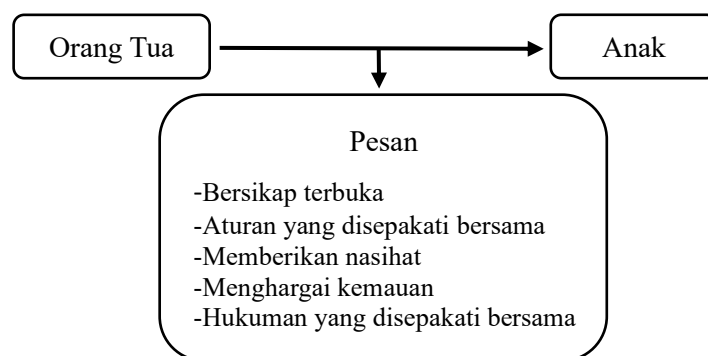 Orang Tua
Anak
Pesan
-Bersikap terbuka
-Aturan yang disepakati bersama
-Memberikan nasihat
-Menghargai kemauan
-Hukuman yang disepakati bersama